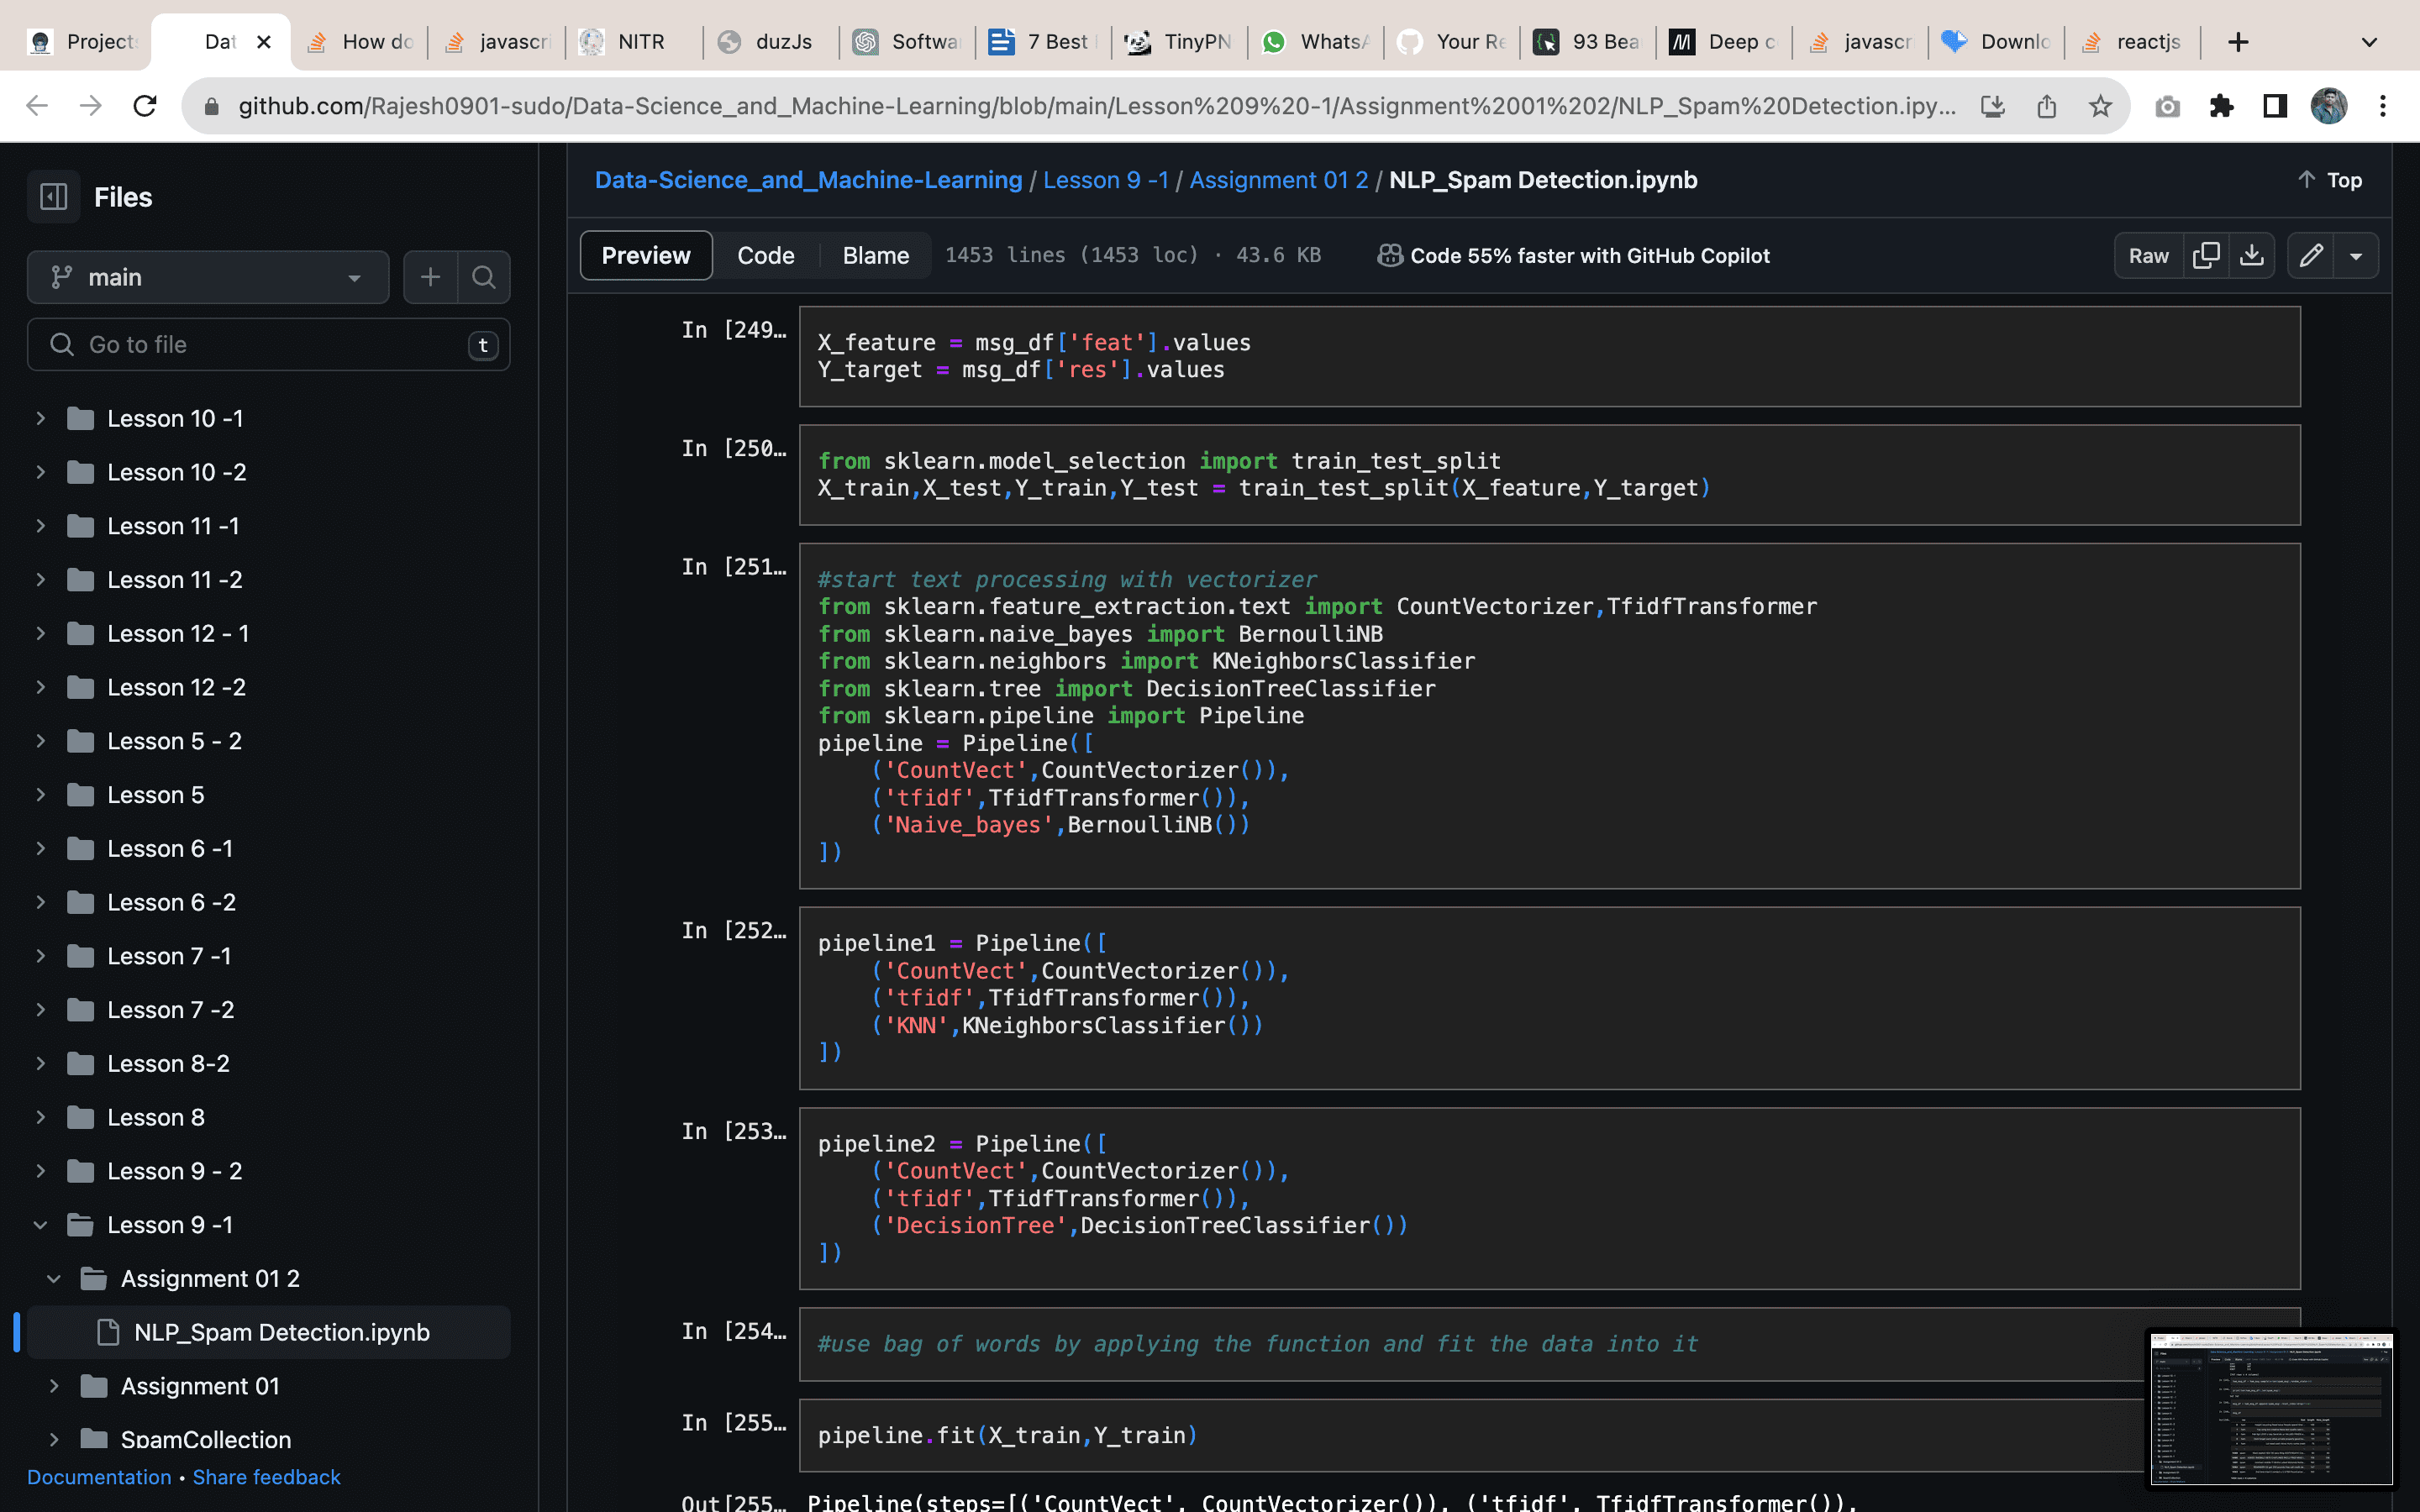 Project
Dat
How do
javascri
NITR
duzJs
Softwa
7 Best
TinyPN
WhatsA
Your Re
93 Bea
Deep c
javascr
Downlo
reactjs
github.com/Rajesh0901-sudo/Data-Science_and_Machine-Learning/blob/main/Lesson%209%20-1/Assignment%2001%202/NLP_Spam%20Detection.ipy...
Files
main
Go to file
t
Lesson 10 -1
Lesson 10 -2
Lesson 11 -1
Lesson 11 -2
Lesson 12 - 1
Lesson 12 -2
Lesson 5 - 2
Lesson 5
Lesson 6 -1
Lesson 6 -2
Lesson 7 -1
Lesson 7 -2
Lesson 8-2
Lesson 8
Lesson 9 - 2
Lesson 9 -1
Assignment 01 2
NLP_Spam Detection.ipynb
Assignment 01
SpamCollection
Documentation • Share feedback
Data-Science_and_Machine-Learning / Lesson 9 -1 / Assignment 01 2 / NLP_Spam Detection.ipynb
Top
Preview
Code
Blame
1453 lines (1453 loc) · 43.6 KB
Code 55% faster with GitHub Copilot
Raw
In [249…
X_feature = msg_df['feat'].values
Y_target = msg_df['res'].values
In [250…
from sklearn.model_selection import train_test_split
X_train,X_test,Y_train,Y_test = train_test_split(X_feature,Y_target)
In [251…
#start text processing with vectorizer
from sklearn.feature_extraction.text import CountVectorizer,TfidfTransformer
from sklearn.naive_bayes import BernoulliNB
from sklearn.neighbors import KNeighborsClassifier
from sklearn.tree import DecisionTreeClassifier
from sklearn.pipeline import Pipeline
pipeline = Pipeline([
('CountVect',CountVectorizer()),
('tfidf',TfidfTransformer()),
('Naive_bayes',BernoulliNB())
])
In [252…
pipeline1 = Pipeline([
('CountVect',CountVectorizer()),
('tfidf',TfidfTransformer()),
('KNN',KNeighborsClassifier())
])
In [253…
pipeline2 = Pipeline([
('CountVect',CountVectorizer()),
('tfidf',TfidfTransformer()),
('DecisionTree',DecisionTreeClassifier())
])
In [254…
#use bag of words by applying the function and fit the data into it
In [255…
pipeline.fit(X_train,Y_train)
Out[255… Pipeline(steps=[('CountVect', CountVectorizer()), ('tfidf', TfidfTransformer()),